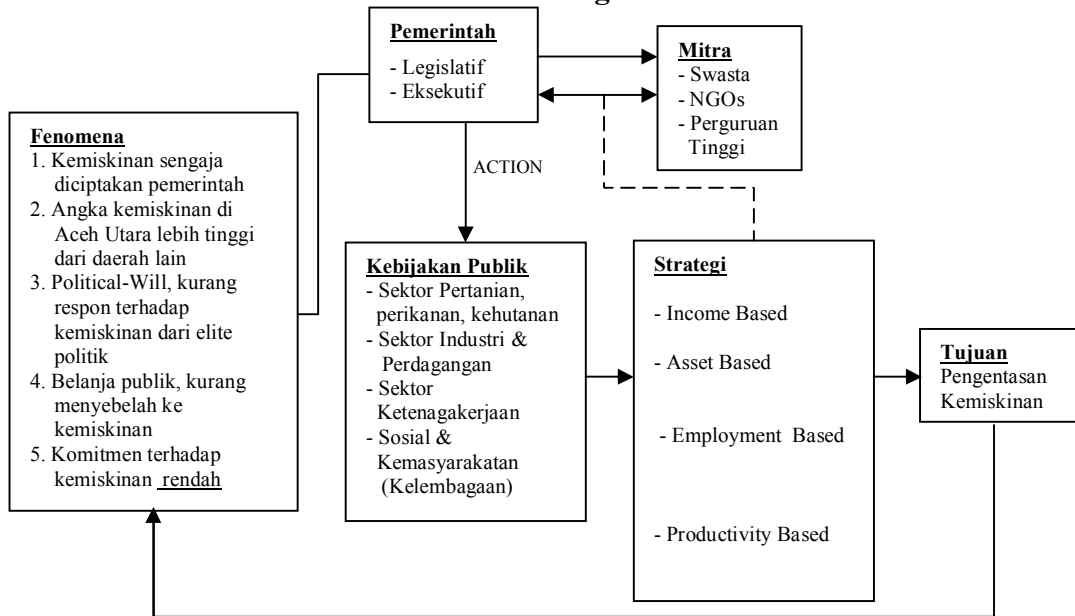 Pemerintah
- Legislatif
- Eksekutif
Mitra
- Swasta
- NGOs
- Perguruan
Tinggi
Fenomena
1. Kemiskinan sengaja
diciptakan pemerintah
2. Angka kemiskinan di
Aceh Utara lebih tinggi
dari daerah lain
3. Political-Will, kurang
respon terhadap
kemiskinan dari elite
politik
4. Belanja publik, kurang
menyebelah ke
kemiskinan
5. Komitmen terhadap
kemiskinan rendah
ACTION
Kebijakan Publik
- Sektor Pertanian,
perikanan, kehutanan
- Sektor Industri &
Perdagangan
- Sektor
Ketenagakerjaan
- Sosial &
Kemasyarakatan
(Kelembagaan)
Strategi
- Income Based
- Asset Based
- Employment Based
- Productivity Based
Tujuan
Pengentasan
Kemiskinan